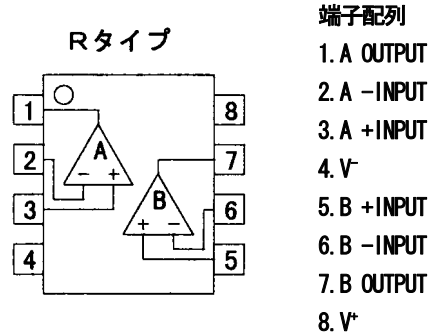 Rタイプ
1
2
3
4
A
- +
B
+ -
8
7
6
5
端子配列
1. A OUTPUT
2. A -INPUT
3. A +INPUT
4. V-
5. B +INPUT
6. B -INPUT
7. B OUTPUT
8. V+